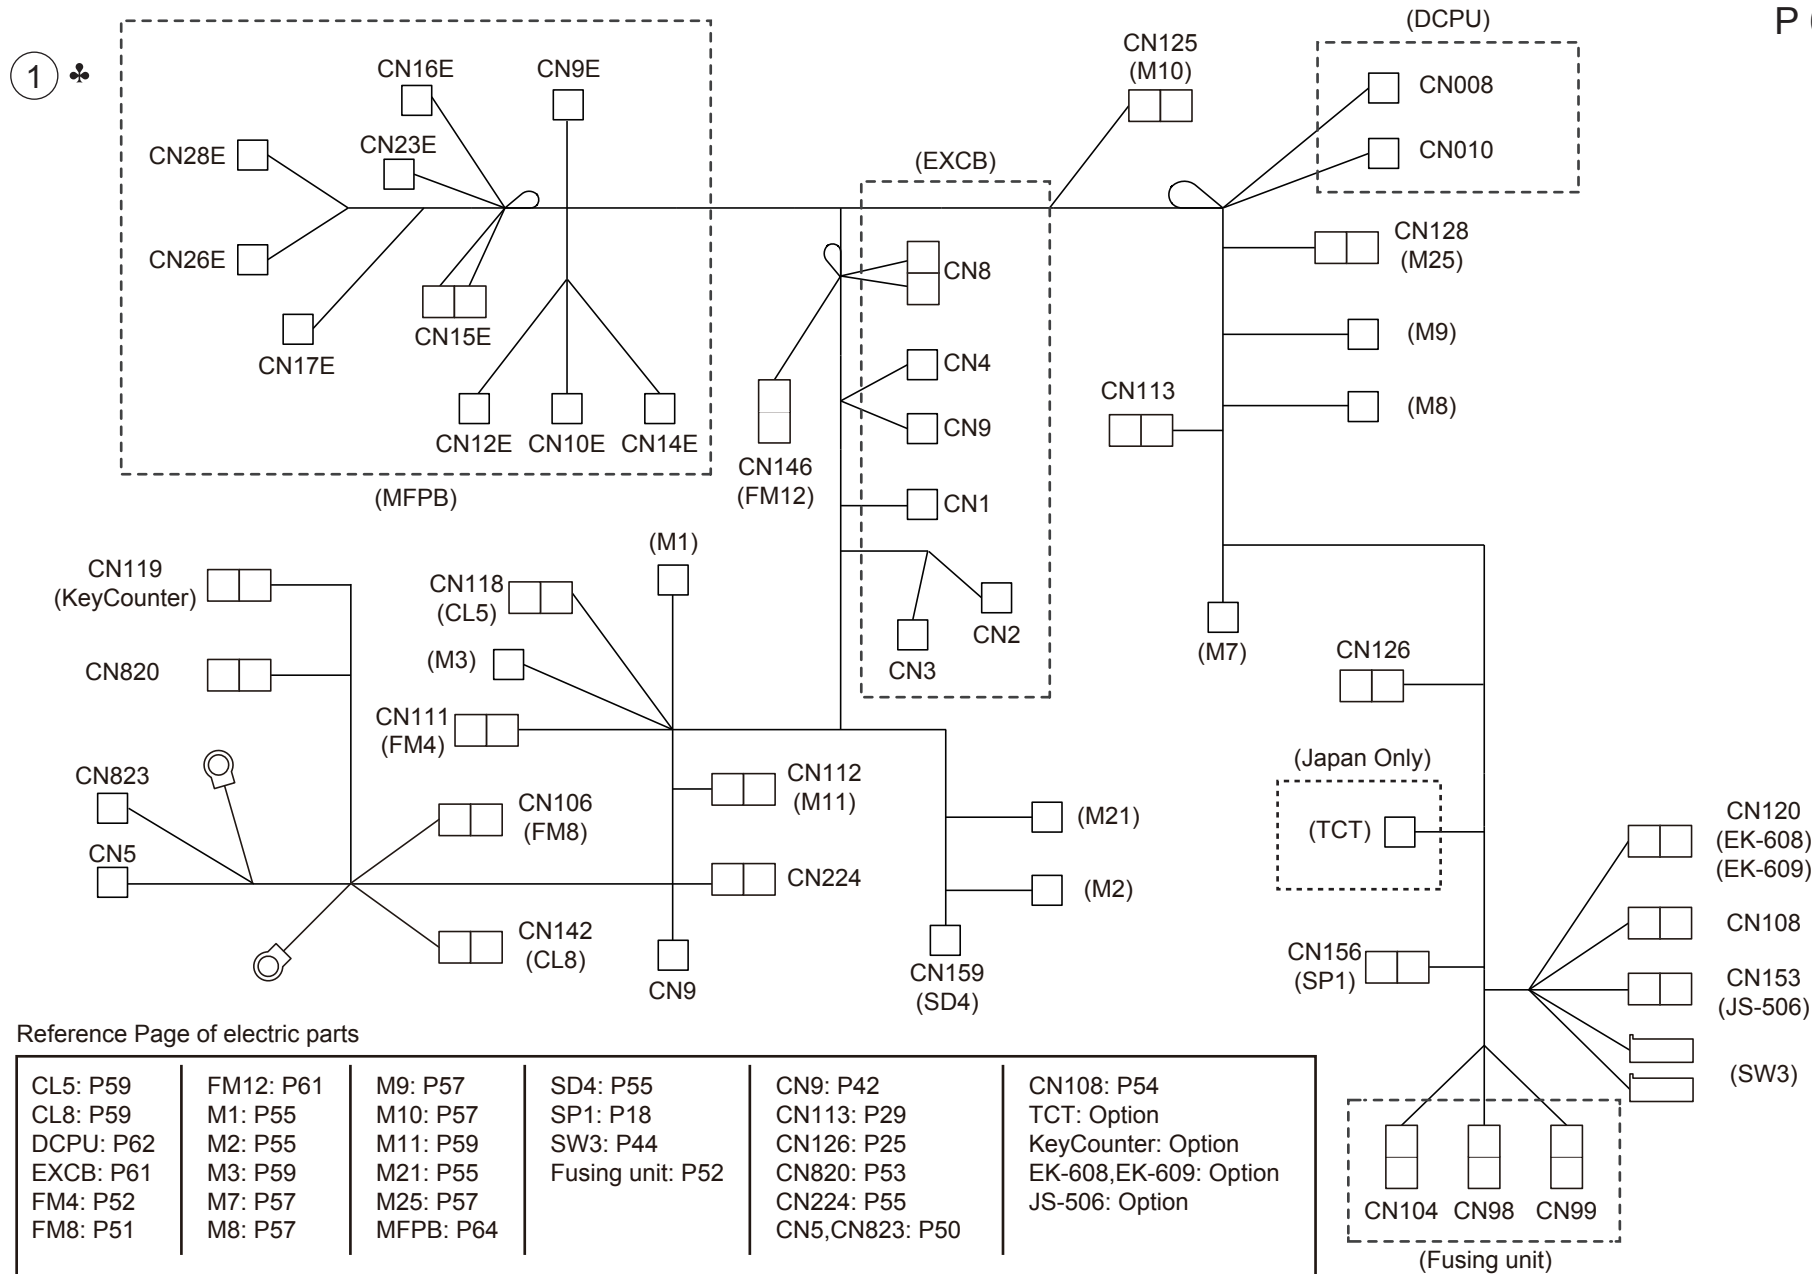 (DCPU)
P
1 ♣
CN125
(M10)
CN16E
CN9E
CN008
CN28E
CN23E
(EXCB)
CN010
CN26E
CN8
CN128
(M25)
CN17E
CN15E
(M9)
CN4
CN113
(M8)
CN12E
CN10E
CN14E
CN9
CN146
(FM12)
(MFPB)
CN1
(M1)
CN119
(KeyCounter)
CN118
(CL5)
CN2
CN3
(M7)
CN126
(M3)
CN820
CN111
(FM4)
(Japan Only)
CN823
CN112
(M11)
CN106
(FM8)
(M21)
(TCT)
CN120
(EK-608)
(EK-609)
CN5
CN224
(M2)
CN142
(CL8)
CN108
CN156
(SP1)
CN9
CN159
(SD4)
CN153
(JS-506)
(SW3)
Reference Page of electric parts
CL5: P59
CL8: P59
DCPU: P62
EXCB: P61
FM4: P52
FM8: P51
FM12: P61
M1: P55
M2: P55
M3: P59
M7: P57
M8: P57
M9: P57
M10: P57
M11: P59
M21: P55
M25: P57
MFPB: P64
SD4: P55
SP1: P18
SW3: P44
Fusing unit: P52
CN9: P42
CN113: P29
CN126: P25
CN820: P53
CN224: P55
CN5,CN823: P50
CN108: P54
TCT: Option
KeyCounter: Option
EK-608,EK-609: Option
JS-506: Option
CN104
CN98
CN99
(Fusing unit)